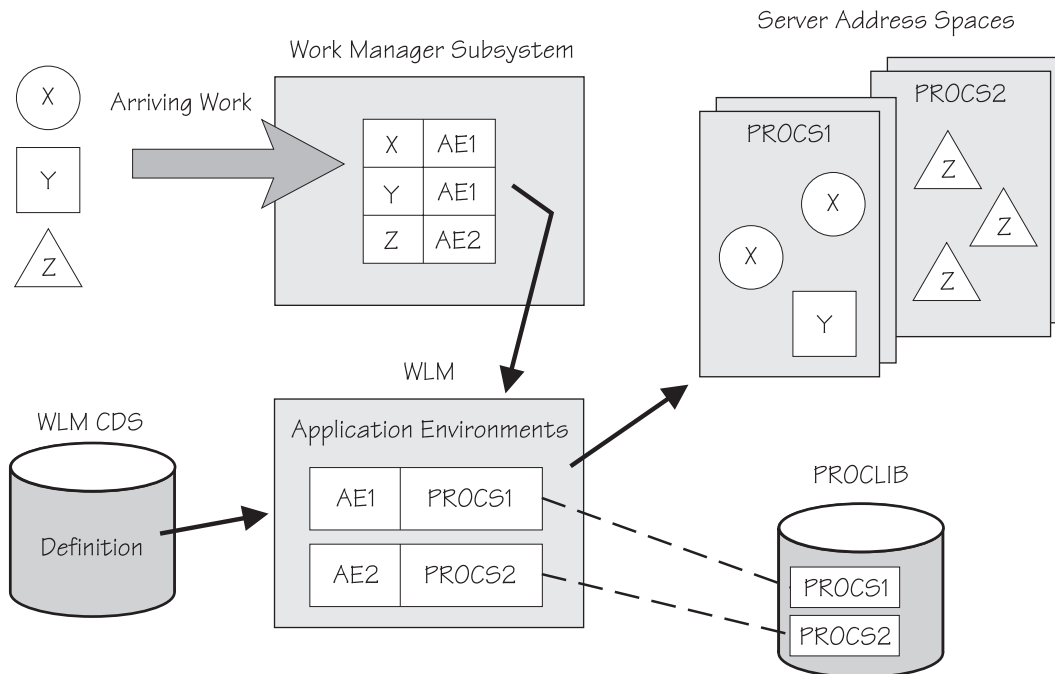 Server Address Spaces
Work Manager Subsystem
X
Arriving Work
Y
Z
X AE1
Y AE1
Z AE2
PROCS1
X
X
Y
PROCS2
Z
Z
Z
WLM
WLM CDS
Definition
Application Environments
AE1 PROCS1
AE2 PROCS2
PROCLIB
PROCS1
PROCS2